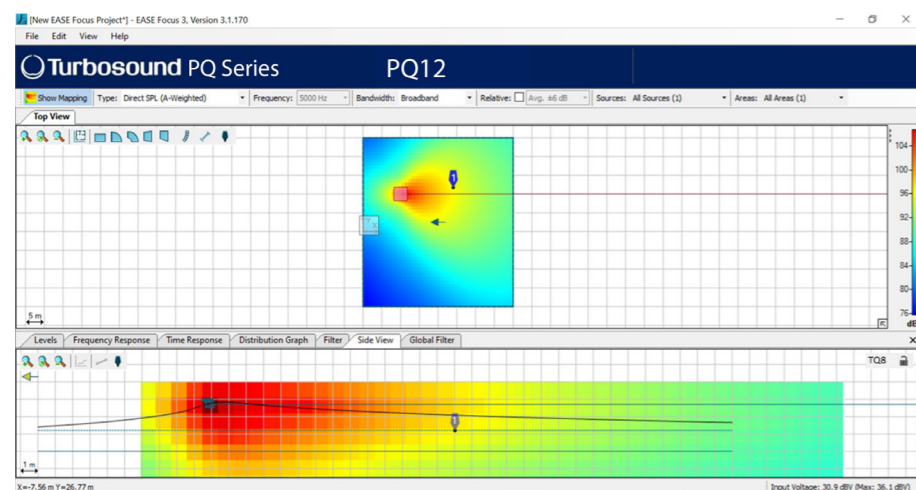 [New EASE Focus Project*] - EASE Focus 3, Version 3.1.170
File Edit View Help
Turbosound PQ Series PQ12
Show Mapping Type: Direct SPL (A-Weighted) Frequency: 5000 Hz Bandwidth: Broadband Relative: Avg. ±6 dB Sources: All Sources (1) Areas: All Areas (1)
Top View
104
100
1
96
92
Y
X
88
84
80
5 m
76
dB
Levels Frequency Response Time Response Distribution Graph Filter Side View Global Filter
TQ8
1
1 m
X=-7.56 m Y=26.77 m Input Voltage: 30.9 dBV (Max: 36.1 dBV)